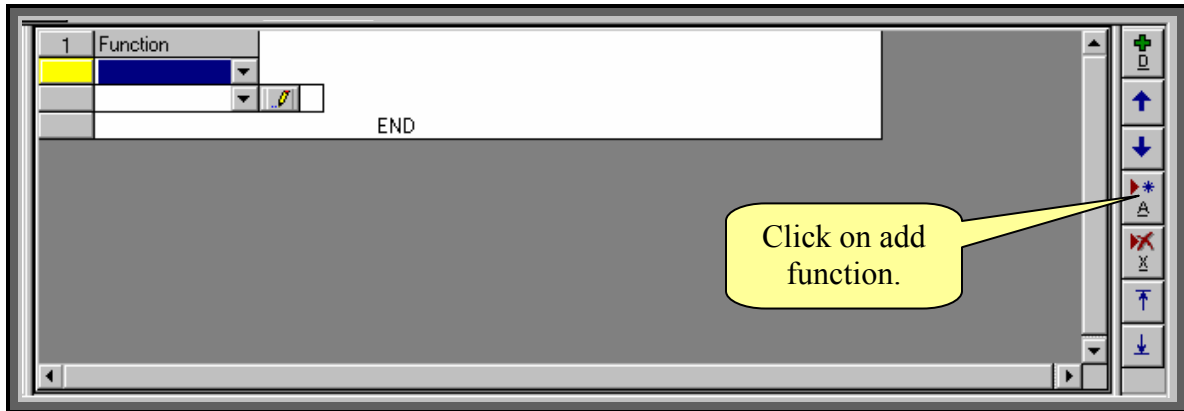 1 Function
END
D
A
X
Click on add
function.